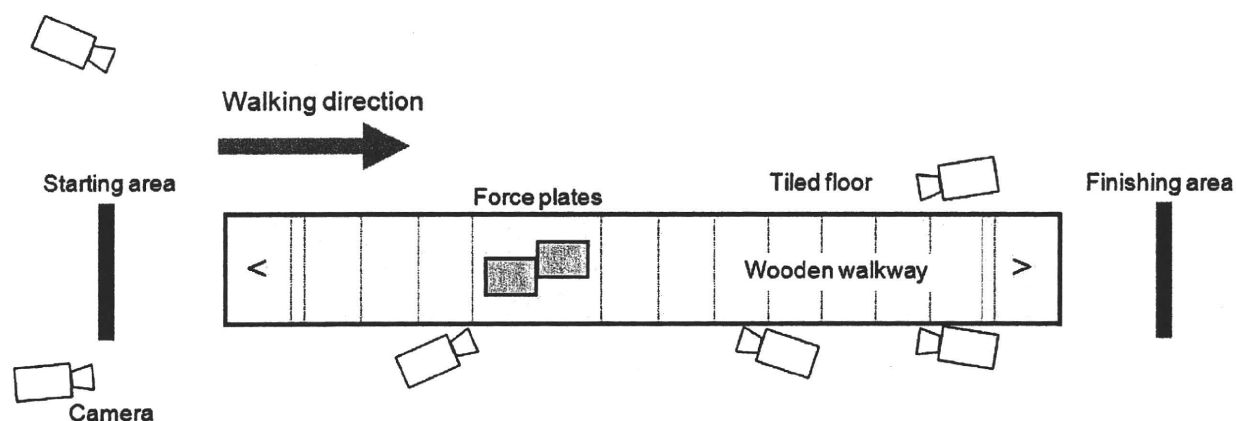 Walking direction
Starting area
Force plates
Tiled floor
Finishing area
<
Wooden walkway
>
Camera